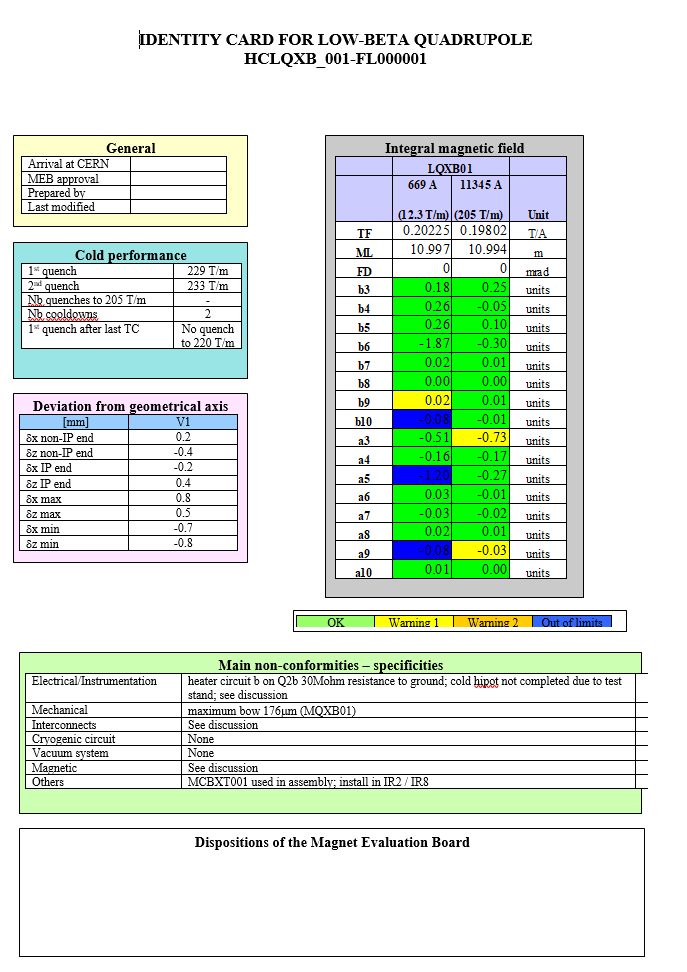 IDENTITY CARD FOR LOW-BETA QUADRUPOLE
HCLQXB_001-FL000001
General
Arrival at CERN
MEB approval
Prepared by
Last modified
Cold performance
1st quench 229 T/m
2nd quench 233 T/m
Nb quenches to 205 T/m -
Nb cooldowns 2
1st quench after last TC No quench
to 220 T/m
Deviation from geometrical axis
[mm] V1
δx non-IP end 0.2
δz non-IP end -0.4
δx IP end -0.2
δz IP end 0.4
δx max 0.8
δz max 0.5
δx min -0.7
δz min -0.8
Integral magnetic field
LQXB01
669 A 11345 A
(12.3 T/m) (205 T/m) Unit
TF 0.20225 0.19802 T/A
ML 10.997 10.994 m
FD 0 0 mrad
b3 0.18 0.25 units
b4 0.26 -0.05 units
b5 0.26 0.10 units
b6 -1.87 -0.30 units
b7 0.02 0.01 units
b8 0.00 0.00 units
b9 0.02 0.01 units
b10 -0.08 -0.01 units
a3 -0.51 -0.73 units
a4 -0.16 -0.17 units
a5 -1.20 -0.27 units
a6 0.03 -0.01 units
a7 -0.03 -0.02 units
a8 0.02 0.01 units
a9 -0.08 -0.03 units
a10 0.01 0.00 units
OK Warning 1 Warning 2 Out of limits
Main non-conformities – specificities
Electrical/Instrumentation heater circuit b on Q2b 30Mohm resistance to ground; cold hipot not completed due to test
stand; see discussion
Mechanical maximum bow 176μm (MQXB01)
Interconnects See discussion
Cryogenic circuit None
Vacuum system None
Magnetic See discussion
Others MCBXT001 used in assembly; install in IR2 / IR8
Dispositions of the Magnet Evaluation Board